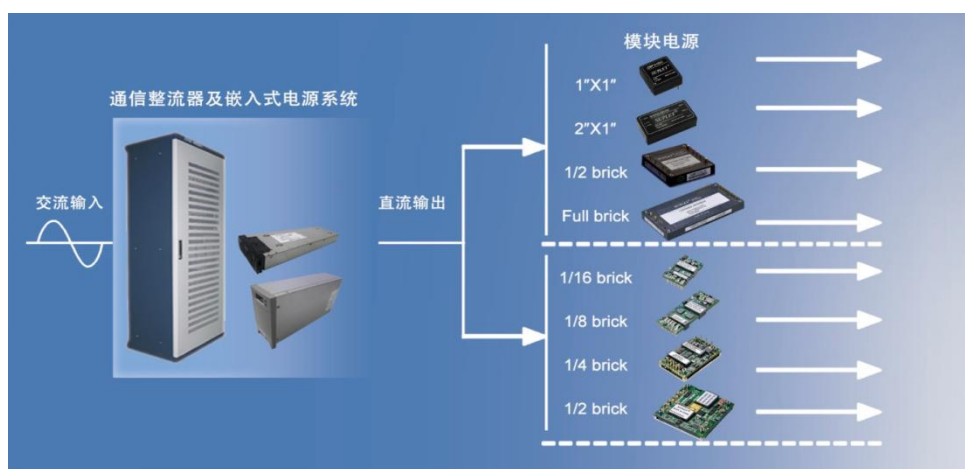 模块电源
1″X1″
通信整流器及嵌入式电源系统
2″X1″
1/2 brick
交流输入
直流输出
Full brick
1/16 brick
1/8 brick
1/4 brick
1/2 brick